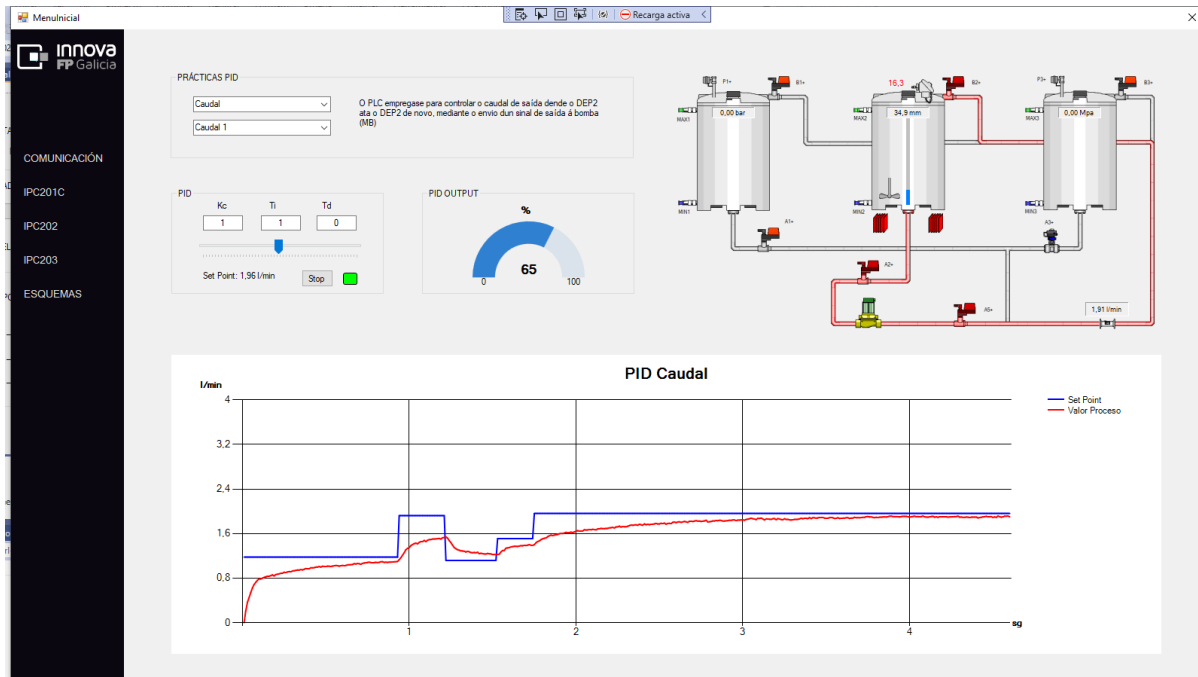 MenuInicial
Recarga activa
Innova
FP Galicia
COMUNICACIÓN
IPC201C
IPC202
IPC203
ESQUEMAS
PRÁCTICAS PID
Caudal
Caudal 1
O PLC empregase para controlar o caudal de saída dende o DEP2
ata o DEP2 de novo, mediante o envio dun sinal de saída á bomba
(MB)
PID
Kc Ti Td
1 1 0
Set Point: 1,96 l/min
Stop
PID OUTPUT
%
65
0 100
P1+
B1+
16,3
B2+
P3+
B3+
MAX1
0,00 bar
MAX2
34,9 mm
MAX3
0,00 Mpa
MIN1
MIN2
MIN3
A1+
A3+
A2+
A5+
1,91 l/min
PID Caudal
l/min
4
3,2
2,4
1,6
0,8
0
1 2 3 4
sg
Set Point
Valor Proceso